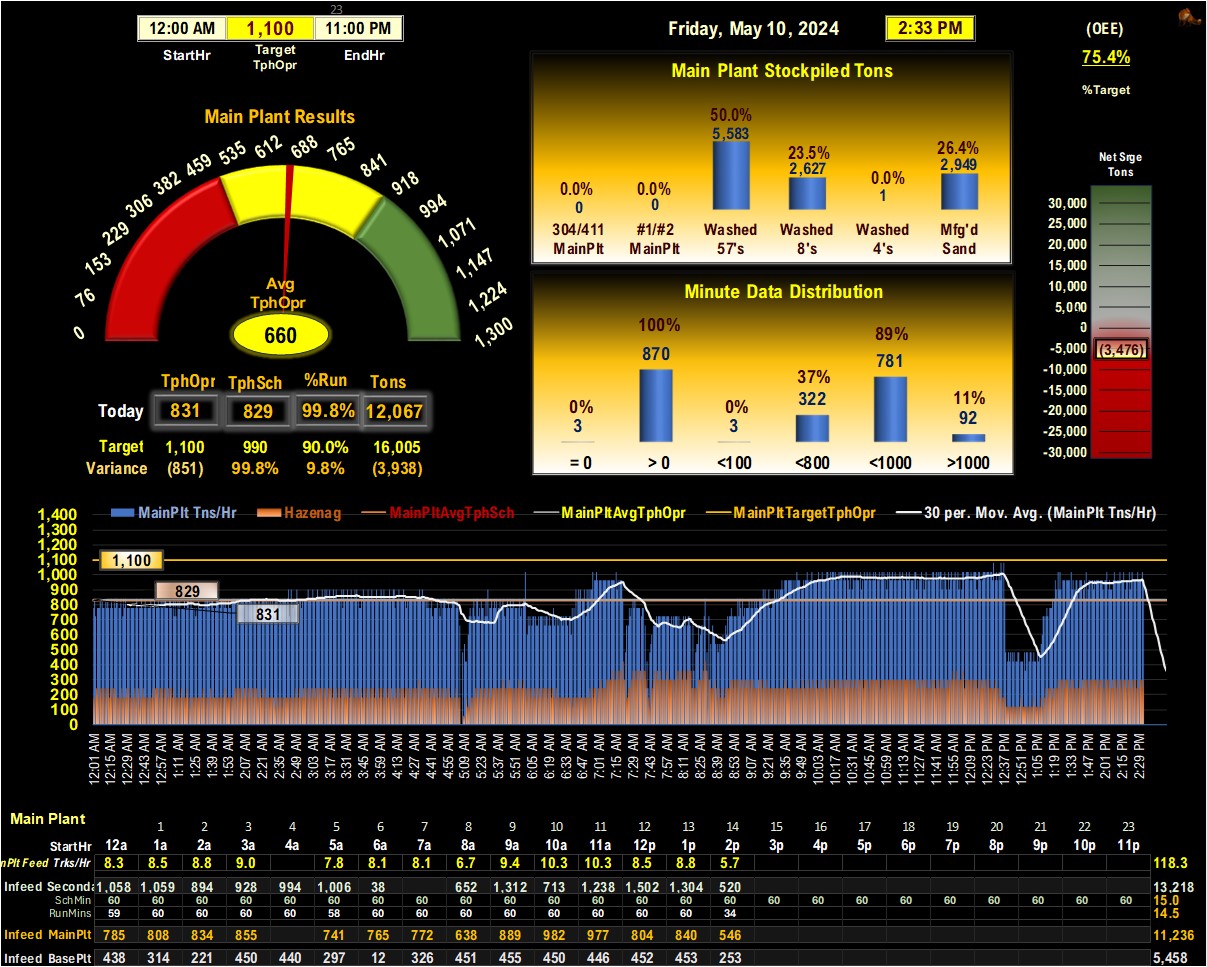 23
12:00 AM 1,100 11:00 PM
StartHr Target TphOpr EndHr
Friday, May 10, 2024 2:33 PM
(OEE)
75.4%
%Target
Main Plant Results
0 76 153 229 306 382 459 535 612 688 765 841 918 994 1,071 1,147 1,224 1,300
Avg
TphOpr
660
TphOpr TphSch %Run Tons
Today 831 829 99.8% 12,067
Target 1,100 990 90.0% 16,005
Variance (851) 99.8% 9.8% (3,938)
Main Plant Stockpiled Tons
0.0% 0.0% 50.0% 23.5% 0.0% 26.4%
0 0 5,583 2,627 1 2,949
304/411 #1/#2 Washed Washed Washed Mfg'd
MainPlt MainPlt 57's 8's 4's Sand
Minute Data Distribution
0% 100% 0% 37% 89% 11%
3 870 3 322 781 92
= 0 > 0 <100 <800 <1000 >1000
Net Srge
Tons
30,000
25,000
20,000
15,000
10,000
5,000
0
-5,000
(3,476)
-10,000
-15,000
-20,000
-25,000
-30,000
MainPlt Tns/Hr Hazenag MainPltAvgTphSch MainPltAvgTphOpr MainPltTargetTphOpr 30 per. Mov. Avg. (MainPlt Tns/Hr)
1,400
1,300
1,200
1,100
1,000
900
800
700
600
500
400
300
200
100
0
1,100
829
831
12:01 AM 12:15 AM 12:29 AM 12:43 AM 12:57 AM 1:11 AM 1:25 AM 1:39 AM 1:53 AM 2:07 AM 2:21 AM 2:35 AM 2:49 AM 3:03 AM 3:17 AM 3:31 AM 3:45 AM 3:59 AM 4:13 AM 4:27 AM 4:41 AM 4:55 AM 5:09 AM 5:23 AM 5:37 AM 5:51 AM 6:05 AM 6:19 AM 6:33 AM 6:47 AM 7:01 AM 7:15 AM 7:29 AM 7:43 AM 7:57 AM 8:11 AM 8:25 AM 8:39 AM 8:53 AM 9:07 AM 9:21 AM 9:35 AM 9:49 AM 10:03 AM 10:17 AM 10:31 AM 10:45 AM 10:59 AM 11:13 AM 11:27 AM 11:41 AM 11:55 AM 12:09 PM 12:23 PM 12:37 PM 12:51 PM 1:05 PM 1:19 PM 1:33 PM 1:47 PM 2:01 PM 2:15 PM 2:29 PM
Main Plant
1 2 3 4 5 6 7 8 9 10 11 12 13 14 15 16 17 18 19 20 21 22 23
StartHr 12a 1a 2a 3a 4a 5a 6a 7a 8a 9a 10a 11a 12p 1p 2p 3p 4p 5p 6p 7p 8p 9p 10p 11p
nPlt Feed Trks/Hr 8.3 8.5 8.8 9.0 7.8 8.1 8.1 6.7 9.4 10.3 10.3 8.5 8.8 5.7 118.3
Infeed Seconda 1,058 1,059 894 928 994 1,006 38 652 1,312 713 1,238 1,502 1,304 520 13,218
SchMin 60 60 60 60 60 60 60 60 60 60 60 60 60 60 60 60 60 60 60 60 60 60 60 60 15.0
RunMins 59 60 60 60 60 58 60 60 60 60 60 60 60 60 34 14.5
Infeed MainPlt 785 808 834 855 741 765 772 638 889 982 977 804 840 546 11,236
Infeed BasePlt 438 314 221 450 440 297 12 326 451 455 450 446 452 453 253 5,458